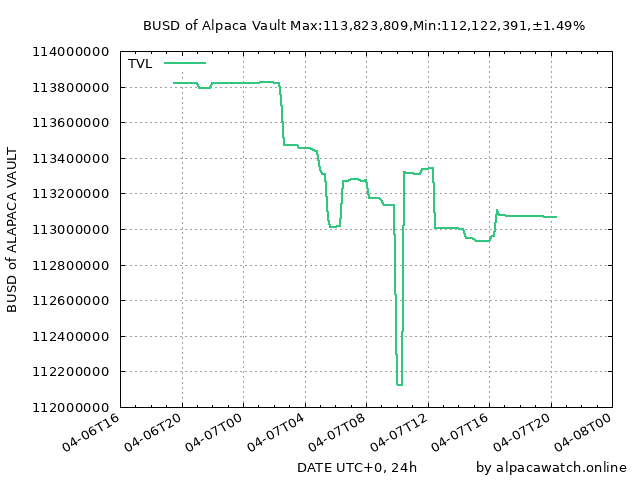 BUSD of Alpaca Vault Max:113,823,809,Min:112,122,391,±1.49%
TVL
114000000
113800000
113600000
113400000
113200000
113000000
112800000
112600000
112400000
112200000
112000000
BUSD of ALAPACA VAULT
04-06T16
04-06T20
04-07T00
04-07T04
04-07T08
04-07T12
04-07T16
04-07T20
04-08T00
DATE UTC+0, 24h
by alpacawatch.online